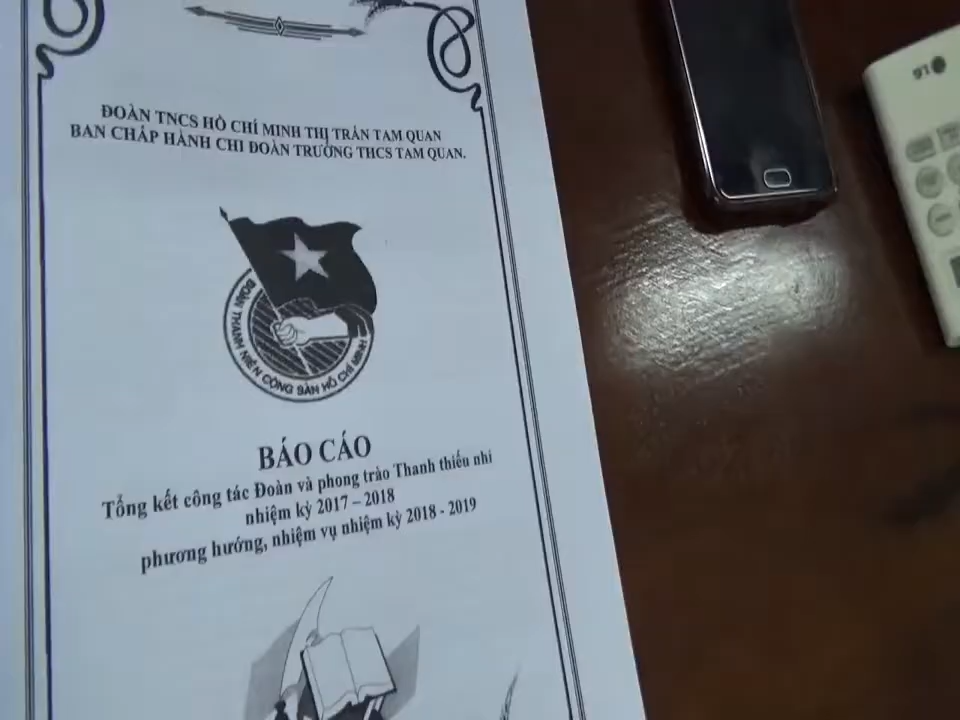 ĐOÀN TNCS HỒ CHÍ MINH THỊ TRẤN TAM QUAN
BAN CHẤP HÀNH CHI ĐOÀN TRƯỜNG THCS TAM QUAN.
ĐOÀN THANH NIÊN CỘNG SẢN HỒ CHÍ MINH
BÁO CÁO
Tổng kết công tác Đoàn và phong trào Thanh thiếu nhi
nhiệm kỳ 2017 – 2018
phương hướng, nhiệm vụ nhiệm kỳ 2018 - 2019
LG